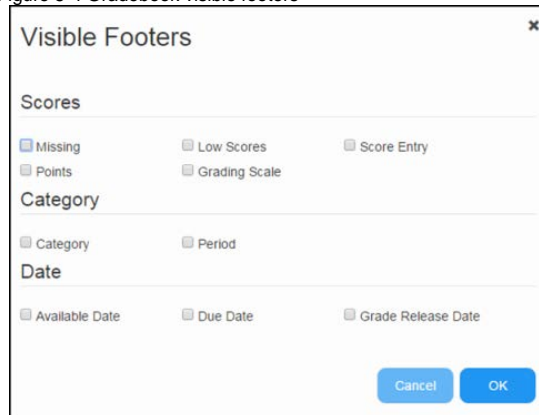 Visible Footers
Scores
Missing Low Scores Score Entry
Points Grading Scale
Category
Category Period
Date
Available Date Due Date Grade Release Date
Cancel OK